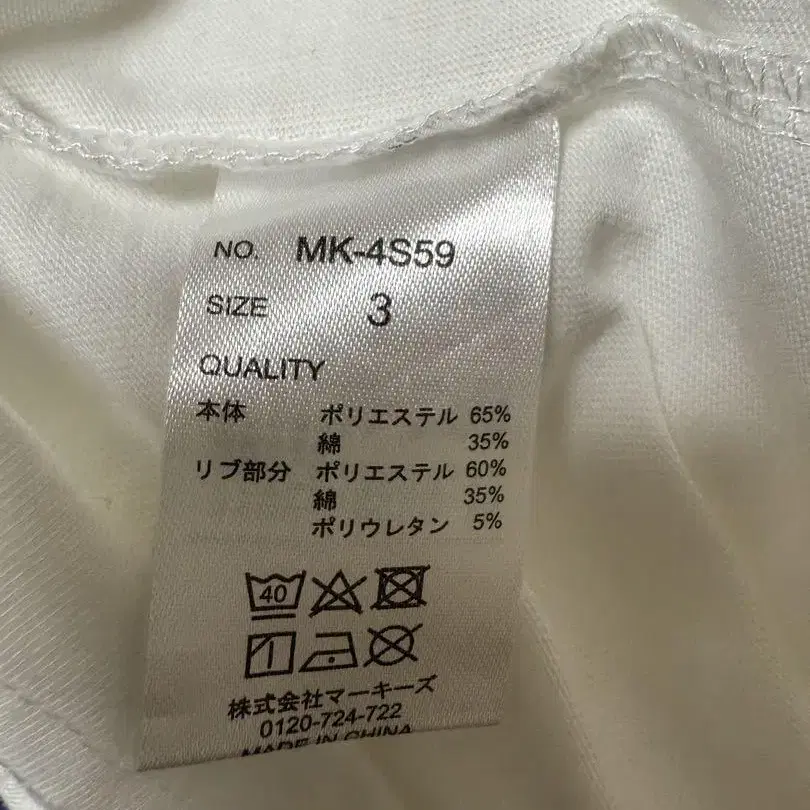 NO. MK-4S59
SIZE 3
QUALITY
本体 ポリエステル 65%
綿 35%
リブ部分 ポリエステル 60%
綿 35%
ポリウレタン 5%
40
株式会社マーキーズ
0120-724-722
MADE IN CHINA